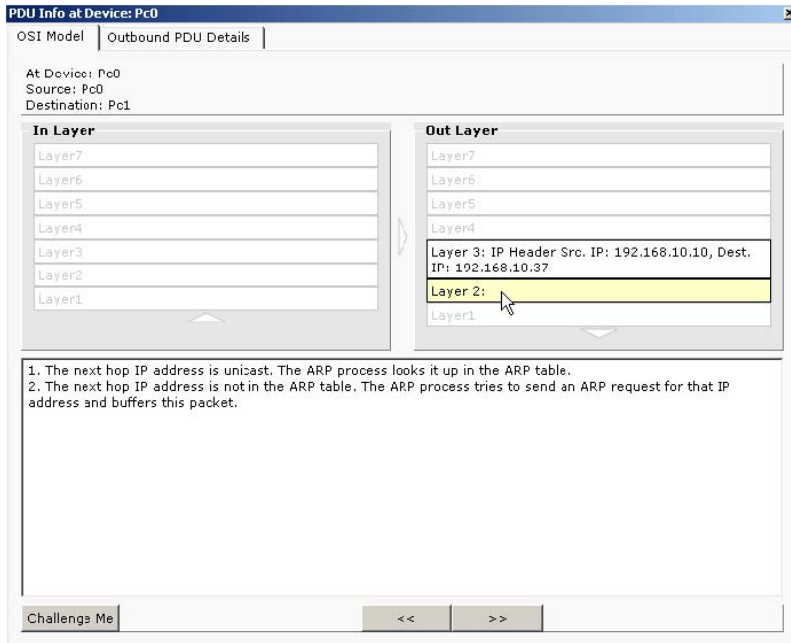 PDU Info at Device: Pc0
OSI Model
Outbound PDU Details
At Device: Pc0
Source: Pc0
Destination: Pc1
In Layer
Layer7
Layer6
Layer5
Layer4
Layer3
Layer2
Layer1
Out Layer
Layer7
Layer6
Layer5
Layer4
Layer 3: IP Header Src. IP: 192.168.10.10, Dest.
IP: 192.168.10.37
Layer 2:
Layer1
1. The next hop IP address is unicast. The ARP process looks it up in the ARP table.
2. The next hop IP address is not in the ARP table. The ARP process tries to send an ARP request for that IP
address and buffers this packet.
Challenge Me
<<
>>